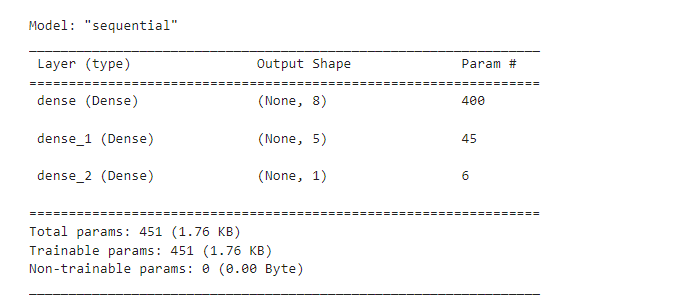 Model: "sequential"
_________________________________________________________________
Layer (type) Output Shape Param #
=================================================================
dense (Dense) (None, 8) 400
dense_1 (Dense) (None, 5) 45
dense_2 (Dense) (None, 1) 6
=================================================================
Total params: 451 (1.76 KB)
Trainable params: 451 (1.76 KB)
Non-trainable params: 0 (0.00 Byte)
_________________________________________________________________